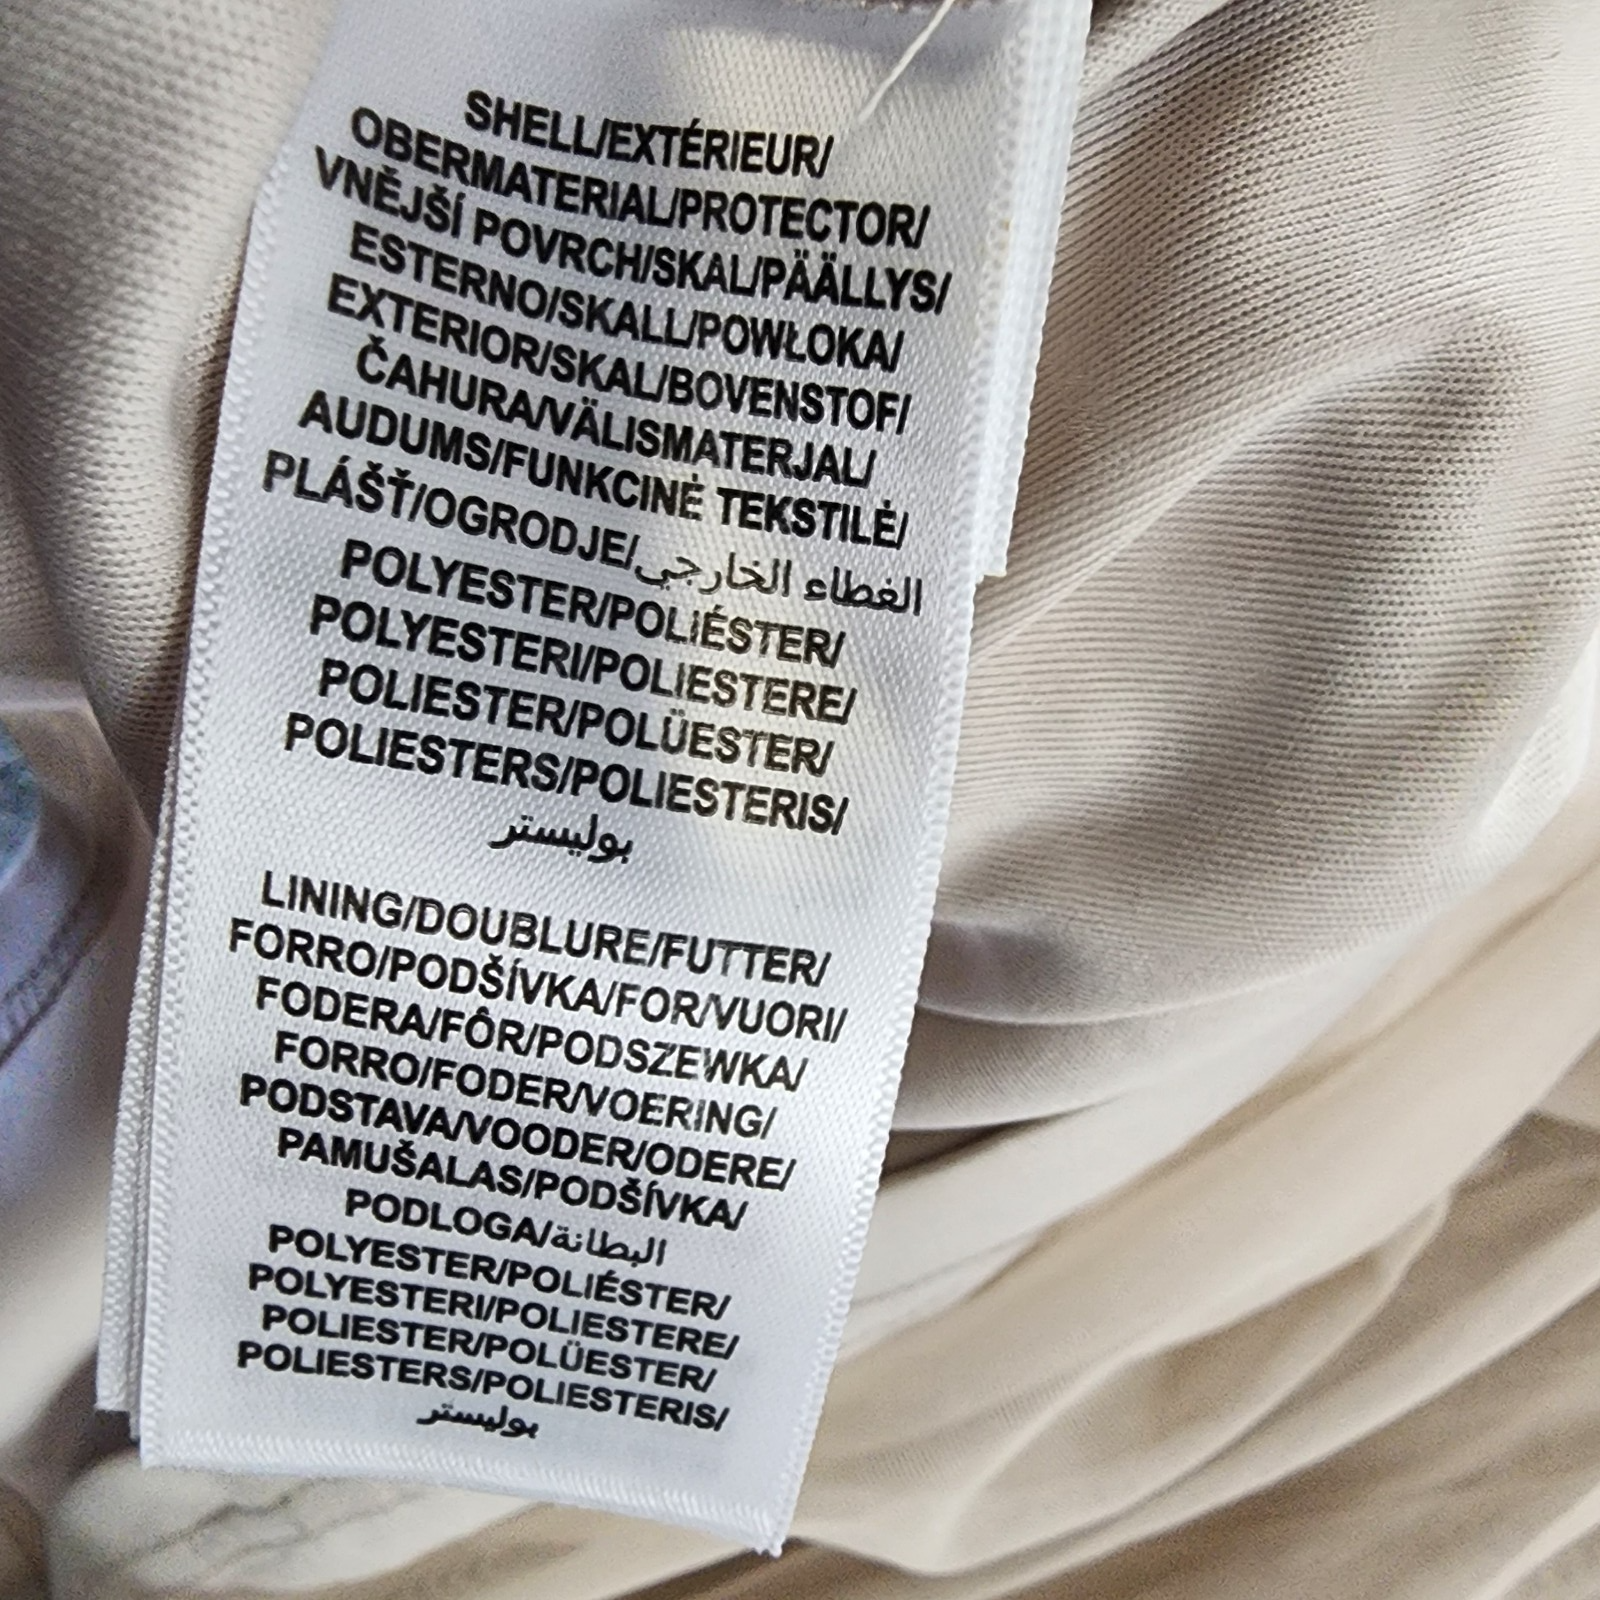 SHELL/EXTÉRIEUR/
OBERMATERIAL/PROTECTOR/
VNĚJŠÍ POVRCH/SKAL/PÄÄLLYS/
ESTERNO/SKALL/POWŁOKA/
EXTERIOR/SKAL/BOVENSTOF/
ČAHURA/VÄLISMATERJAL/
AUDUMS/FUNKCINĖ TEKSTILĖ/
PLÁŠŤ/OGRODJE/الغطاء الخارجي
POLYESTER/POLIÉSTER/
POLYESTERI/POLIESTERE/
POLIESTER/POLÜESTER/
POLIESTERS/POLIESTERIS/
بوليستر
LINING/DOUBLURE/FUTTER/
FORRO/PODŠÍVKA/FOR/VUORI/
FODERA/FÔR/PODSZEWKA/
FORRO/FODER/VOERING/
PODSTAVA/VOODER/ODERE/
PAMUŠALAS/PODŠÍVKA/
PODLOGA/البطانة
POLYESTER/POLIÉSTER/
POLYESTERI/POLIESTERE/
POLIESTER/POLÜESTER/
POLIESTERS/POLIESTERIS/
بوليستر